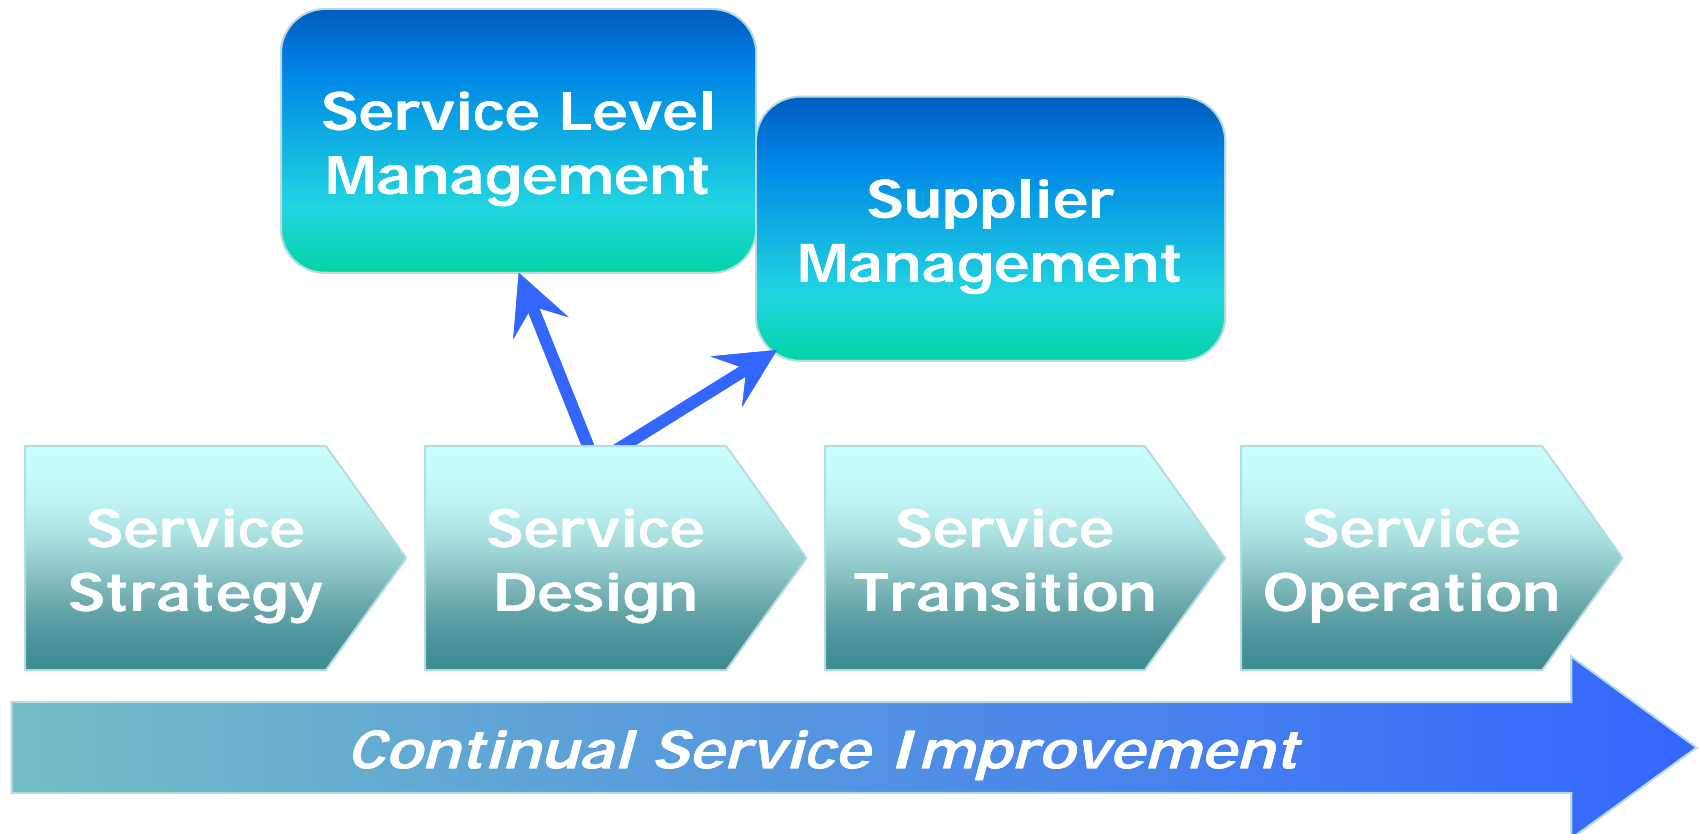 Service Level
Management
Supplier
Management
Service
Strategy
Service
Design
Service
Transition
Service
Operation
Continual Service Improvement